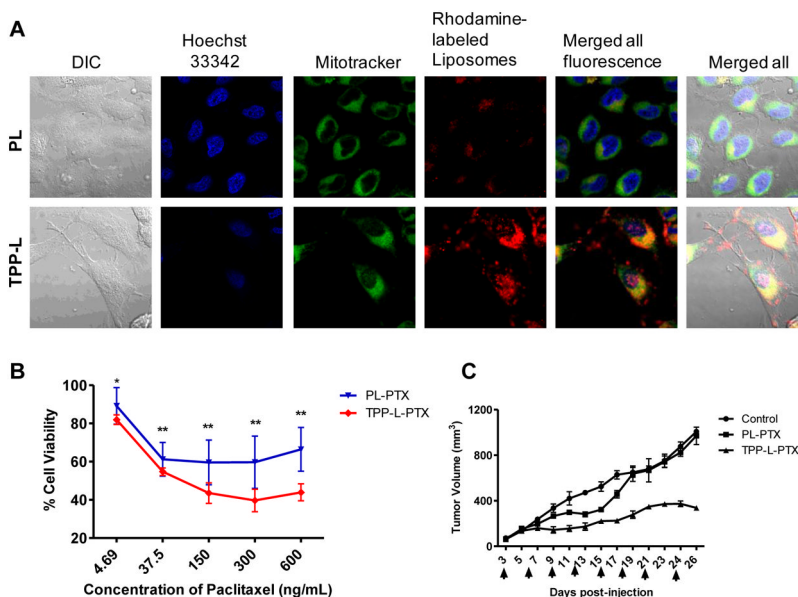 A
DIC
Hoechst
33342
Mitotracker
Rhodamine-
labeled
Liposomes
Merged all
fluorescence
Merged all
PL
TPP-L
B
100
80
60
40
20
% Cell Viability
*
**
**
**
**
PL-PTX
TPP-L-PTX
4.69
37.5
150
300
600
Concentration of Paclitaxel (ng/mL)
C
1200
800
400
0
Tumor Volume (mm³)
Control
PL-PTX
TPP-L-PTX
3 5 7 9 11 13 15 17 19 21 23 24 26
Days post-injection